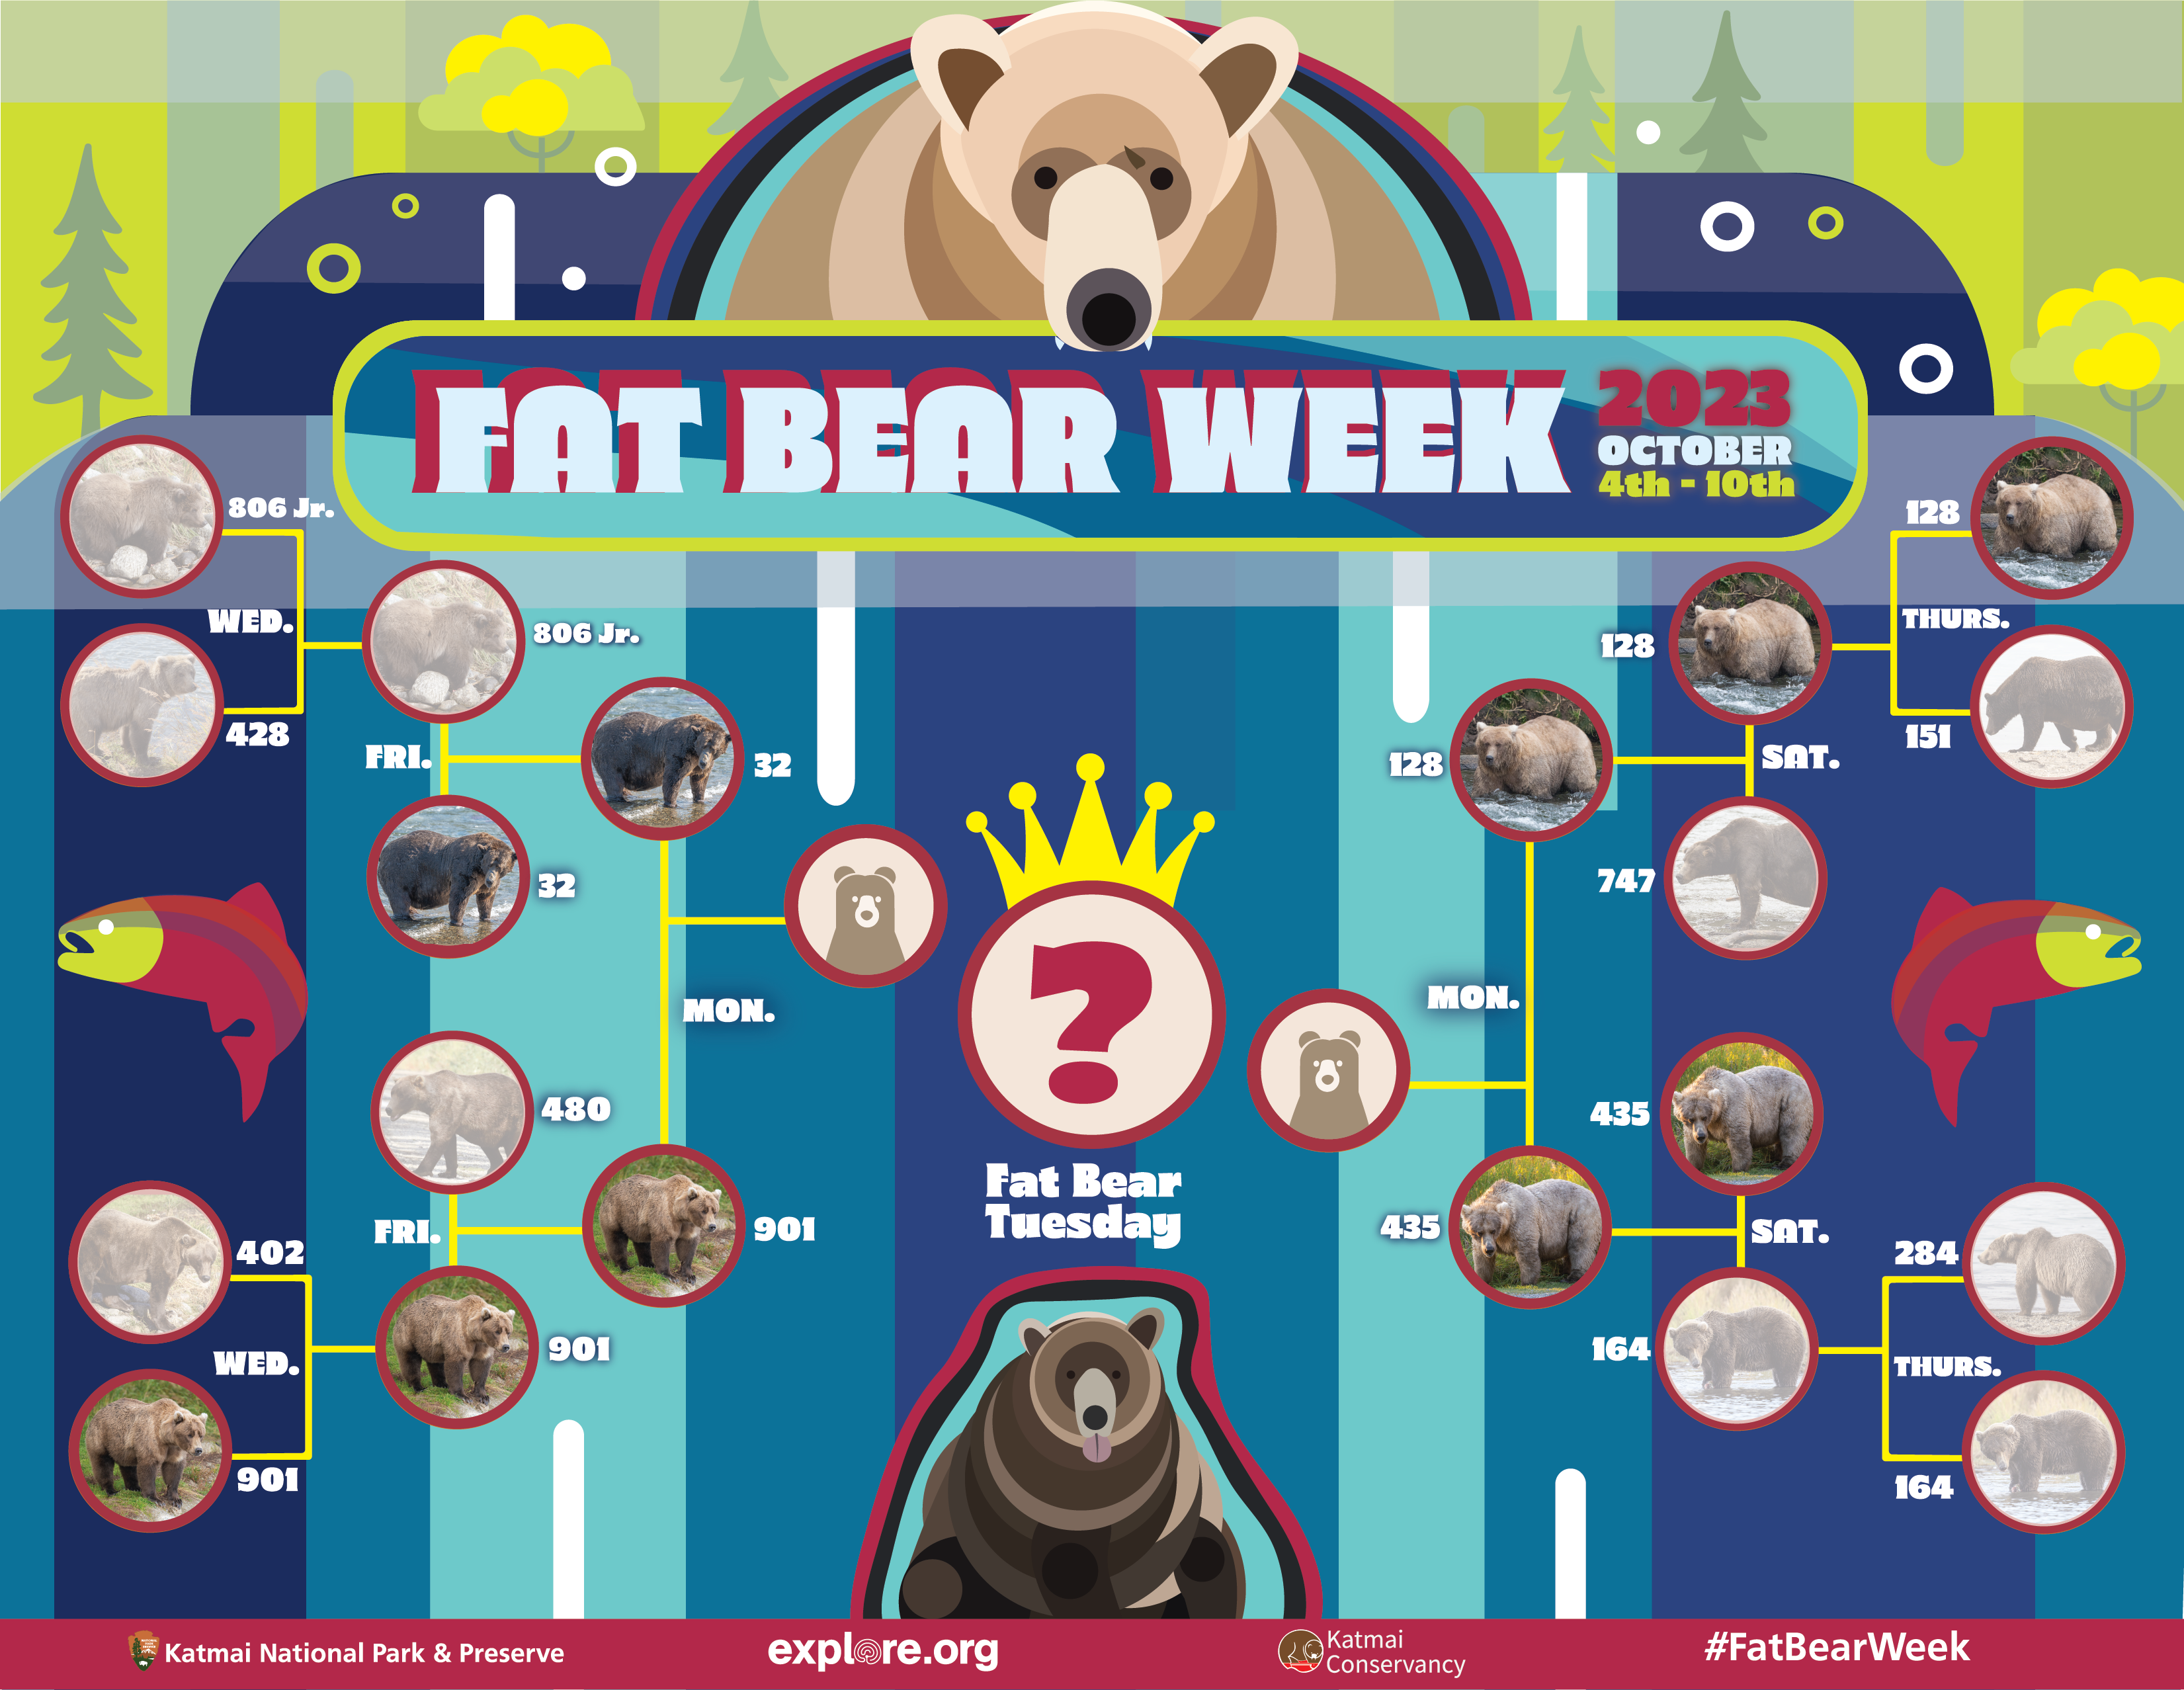 FAT BEAR WEEK
2023
OCTOBER
4th - 10th
806 Jr.
WED.
428
806 Jr.
FRI.
32
32
MON.
480
FRI.
901
901
402
WED.
901
?
Fat Bear
Tuesday
128
THURS.
151
128
SAT.
747
128
MON.
435
435
SAT.
164
284
THURS.
164
Katmai National Park & Preserve
explore.org
Katmai
Conservancy
#FatBearWeek